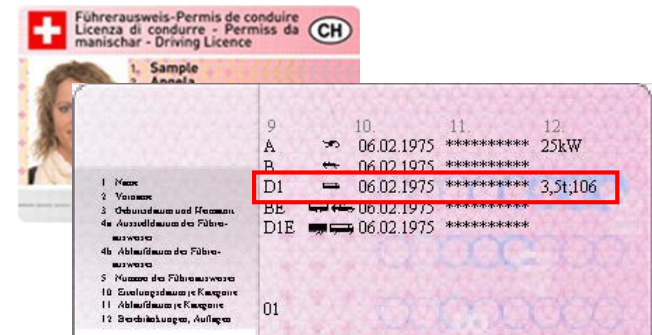 Führerausweis-Permis de conduire
Licenza di condurre - Permiss da
manischar - Driving Licence
CH
1. Sample
2. Angela
9 10. 11. 12.
A 06.02.1975 ********** 25kW
B 06.02.1975 **********
D1 06.02.1975 ********** 3,5t;106
BE 06.02.1975 **********
D1E 06.02.1975 **********
01
1 Name
2 Vorname
3 Geburtsdatum und Heimatort
4a Ausstelldatum des Führerausweises
4b Ablaufdatum des Führerausweises
5 Nummer des Führerausweises
10 Erteilungsdatum je Kategorie
11 Ablaufdatum je Kategorie
12 Beschränkungen, Auflagen